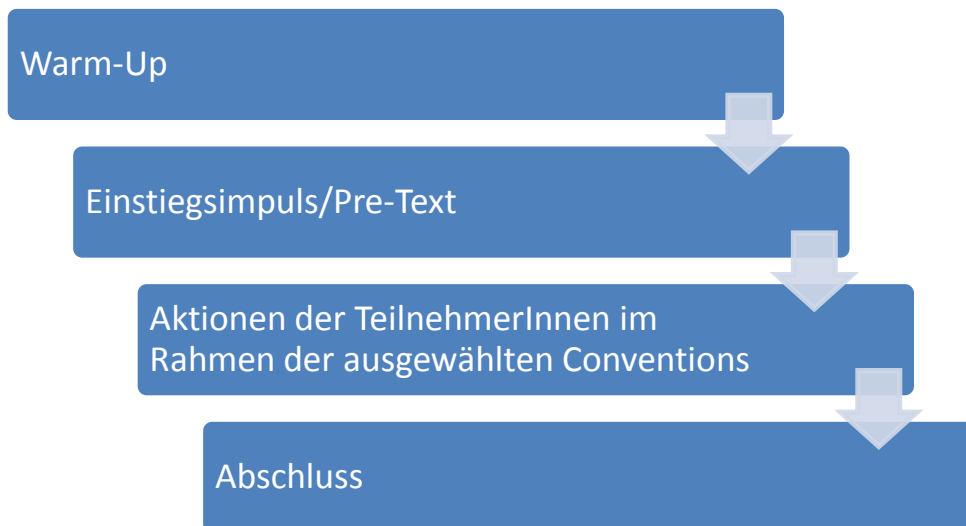 Warm-Up
Einstiegsimpuls/Pre-Text
Aktionen der TeilnehmerInnen im
Rahmen der ausgewählten Conventions
Abschluss